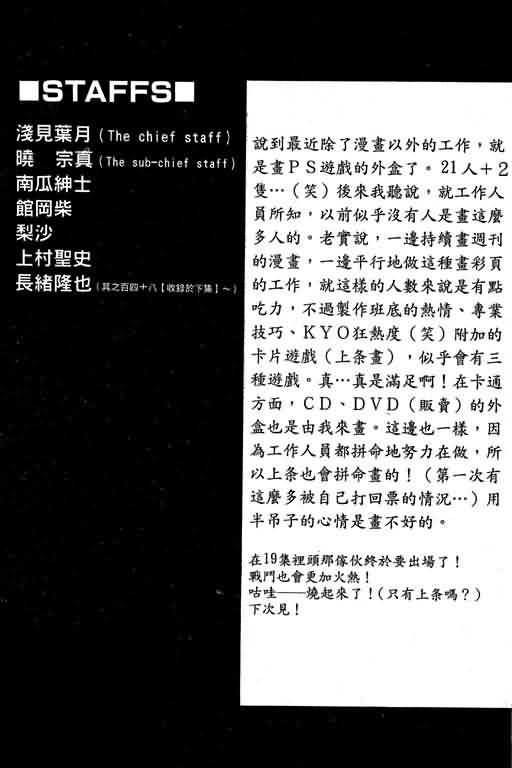 ■STAFFS■
淺見葉月(The chief staff)
曉　宗真(The sub-chief staff)
南瓜紳士
館岡柴
梨沙
上村聖史
長緒隆也(其之百四十八【收錄於下集】～)
說到最近除了漫畫以外的工作，就
是畫ＰＳ遊戲的外盒了。21人＋2
隻…（笑）後來我聽說，就工作人
員所知，以前似乎沒有人是畫這麼
多人的。老實說，一邊持續畫週刊
的漫畫，一邊平行地做這種畫彩頁
的工作，就這樣的人數來說是有點
吃力，不過製作班底的熱情、專業
技巧、ＫＹＯ狂熱度（笑）附加的
卡片遊戲（上条畫），似乎會有三
種遊戲。真…真是滿足啊！在卡通
方面，ＣＤ、ＤＶＤ（販賣）的外
盒也是由我來畫。這邊也一樣，因
為工作人員都拼命地努力在做，所
以上条也會拼命畫的！（第一次有
這麼多被自己打回票的情況…）用
半吊子的心情是畫不好的。
在19集裡頭那傢伙終於要出場了！
戰鬥也會更加火熱！
咕哇──燒起來了！(只有上条嗎？)
下次見！